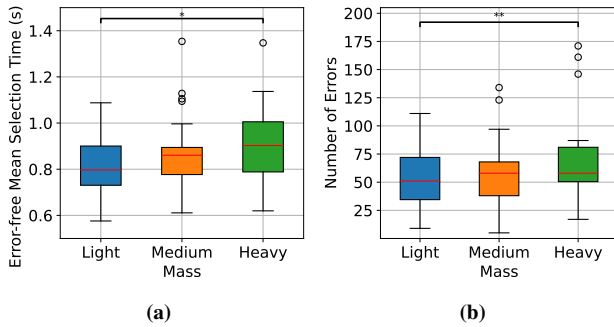 *
Error-free Mean Selection Time (s)
1.4
1.2
1.0
0.8
0.6
Light Medium Heavy
Mass
(a)
**
Number of Errors
200
175
150
125
100
75
50
25
Light Medium Heavy
Mass
(b)